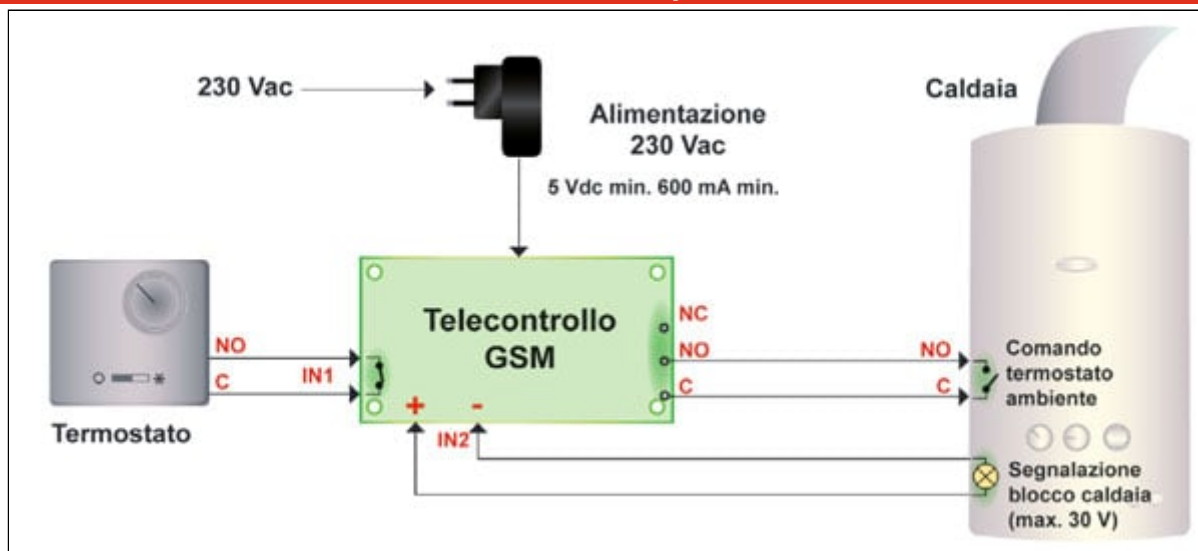 230 Vac
Alimentazione
230 Vac
5 Vdc min. 600 mA min.
Caldaia
Termostato
NO
C
IN1
Telecontrollo
GSM
+
-
IN2
NC
NO
C
NO
C
Comando
termostato
ambiente
Segnalazione
blocco caldaia
(max. 30 V)